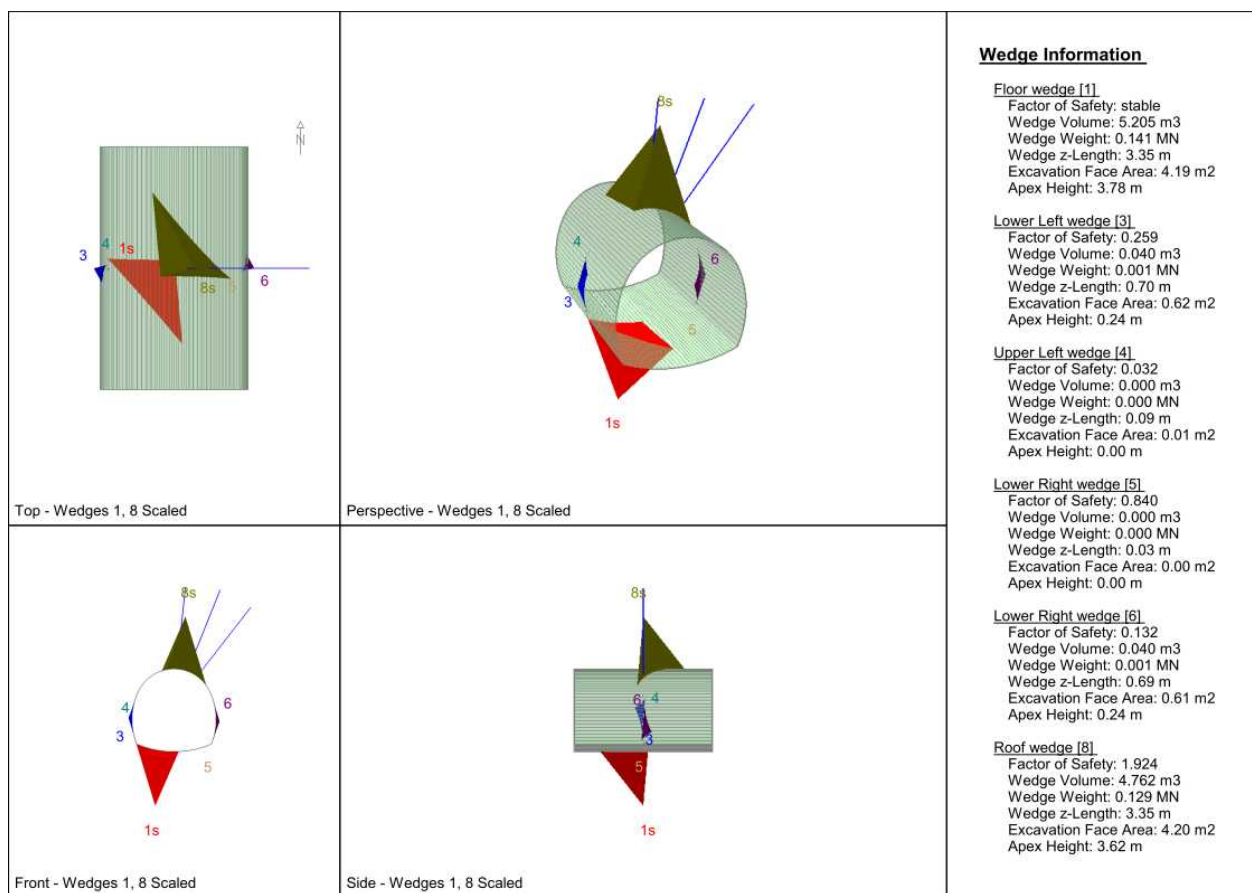 N
3
4
1s
8s
5
6
Top - Wedges 1, 8 Scaled
8s
4
6
3
5
1s
Perspective - Wedges 1, 8 Scaled
8s
4
6
3
5
1s
Front - Wedges 1, 8 Scaled
8s
6
4
3
5
1s
Side - Wedges 1, 8 Scaled
Wedge Information
Floor wedge [1]
Factor of Safety: stable
Wedge Volume: 5.205 m3
Wedge Weight: 0.141 MN
Wedge z-Length: 3.35 m
Excavation Face Area: 4.19 m2
Apex Height: 3.78 m
Lower Left wedge [3]
Factor of Safety: 0.259
Wedge Volume: 0.040 m3
Wedge Weight: 0.001 MN
Wedge z-Length: 0.70 m
Excavation Face Area: 0.62 m2
Apex Height: 0.24 m
Upper Left wedge [4]
Factor of Safety: 0.032
Wedge Volume: 0.000 m3
Wedge Weight: 0.000 MN
Wedge z-Length: 0.09 m
Excavation Face Area: 0.01 m2
Apex Height: 0.00 m
Lower Right wedge [5]
Factor of Safety: 0.840
Wedge Volume: 0.000 m3
Wedge Weight: 0.000 MN
Wedge z-Length: 0.03 m
Excavation Face Area: 0.00 m2
Apex Height: 0.00 m
Lower Right wedge [6]
Factor of Safety: 0.132
Wedge Volume: 0.040 m3
Wedge Weight: 0.001 MN
Wedge z-Length: 0.69 m
Excavation Face Area: 0.61 m2
Apex Height: 0.24 m
Roof wedge [8]
Factor of Safety: 1.924
Wedge Volume: 4.762 m3
Wedge Weight: 0.129 MN
Wedge z-Length: 3.35 m
Excavation Face Area: 4.20 m2
Apex Height: 3.62 m